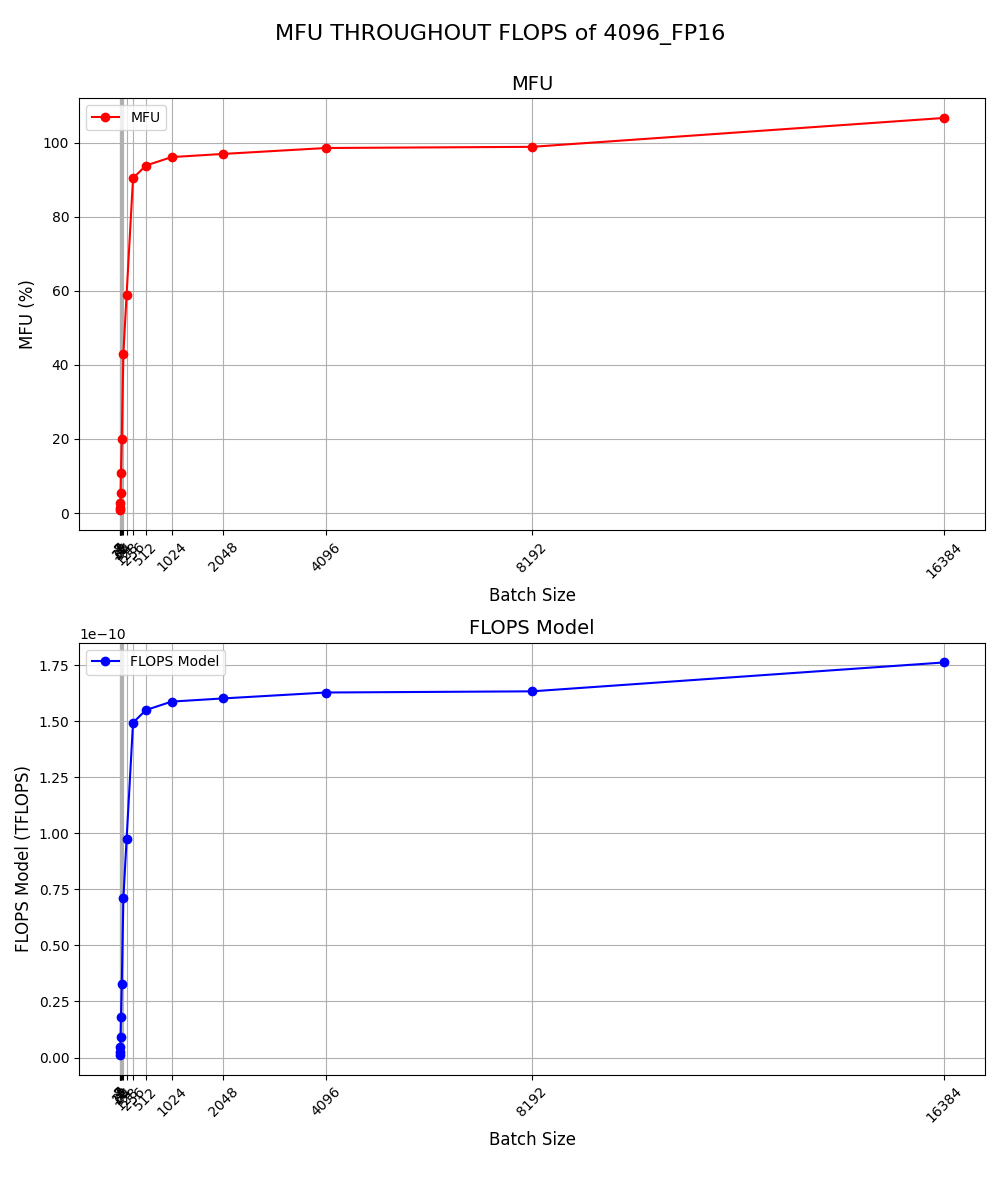 MFU THROUGHOUT FLOPS of 4096_FP16
MFU
MFU
100
80
60
40
20
0
MFU (%)
512
1024
2048
4096
8192
16384
Batch Size
FLOPS Model
1e−10
FLOPS Model
1.75
1.50
1.25
1.00
0.75
0.50
0.25
0.00
FLOPS Model (TFLOPS)
512
1024
2048
4096
8192
16384
Batch Size